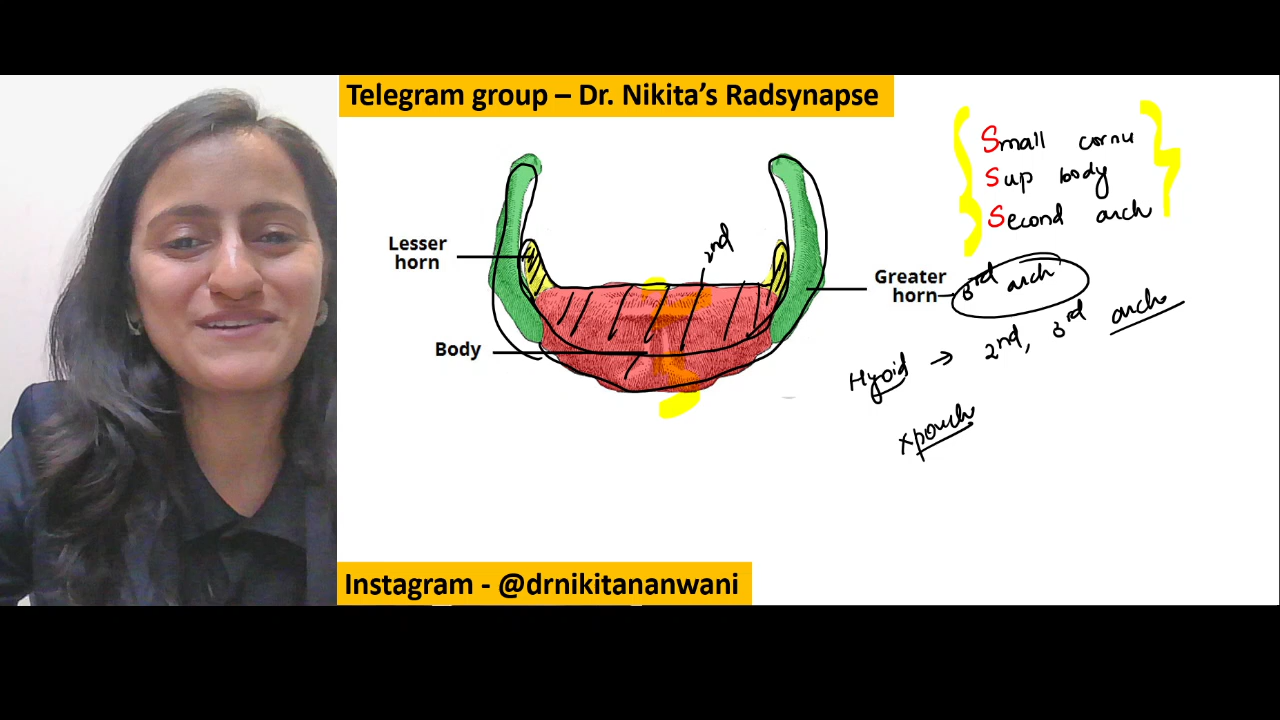 Telegram group – Dr. Nikita's Radsynapse
Small cornu
Sup body
Second arch
2nd
Lesser
horn
Greater
horn
3rd arch
Body
Hyoid → 2nd, 3rd arch
x pouch
Instagram - @drnikitananwani